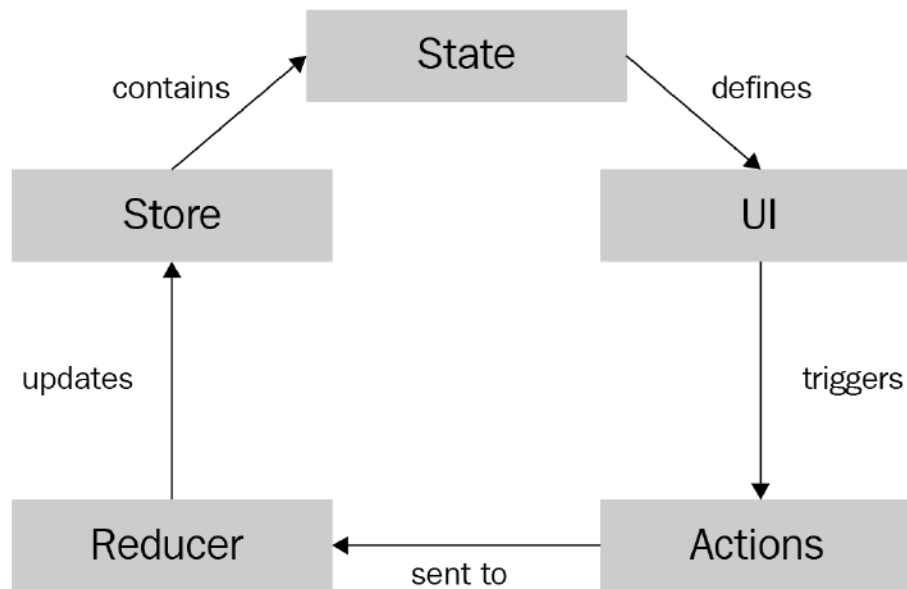 State
contains
defines
Store
UI
updates
triggers
Reducer
Actions
sent to